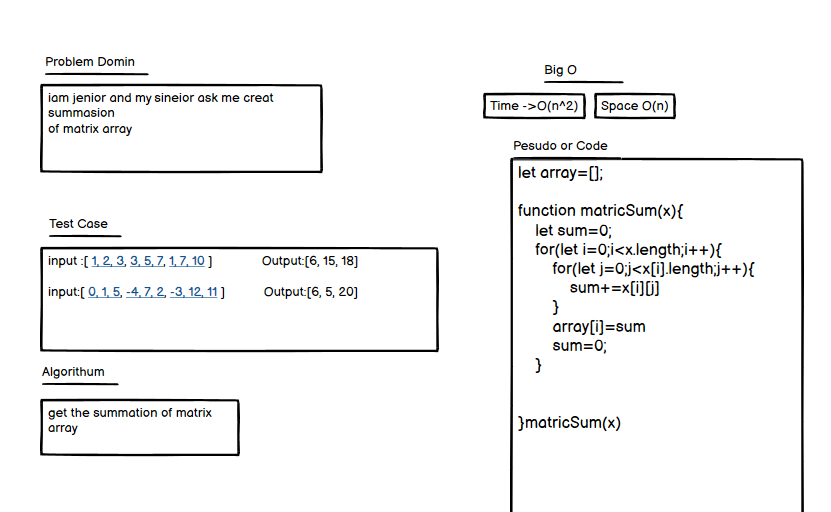 Problem Domin
iam jenior and my sineior ask me creat
summasion
of matrix array
Test Case
input :[ 1, 2, 3, 3, 5, 7, 1, 7, 10 ] Output:[6, 15, 18]
input:[ 0, 1, 5, -4, 7, 2, -3, 12, 11 ] Output:[6, 5, 20]
Algorithum
get the summation of matrix
array
Big O
Time ->O(n^2)
Space O(n)
Pesudo or Code
let array=[];
function matricSum(x){
let sum=0;
for(let i=0;i<x.length;i++){
for(let j=0;j<x[i].length;j++){
sum+=x[i][j]
}
array[i]=sum
sum=0;
}
}matricSum(x)